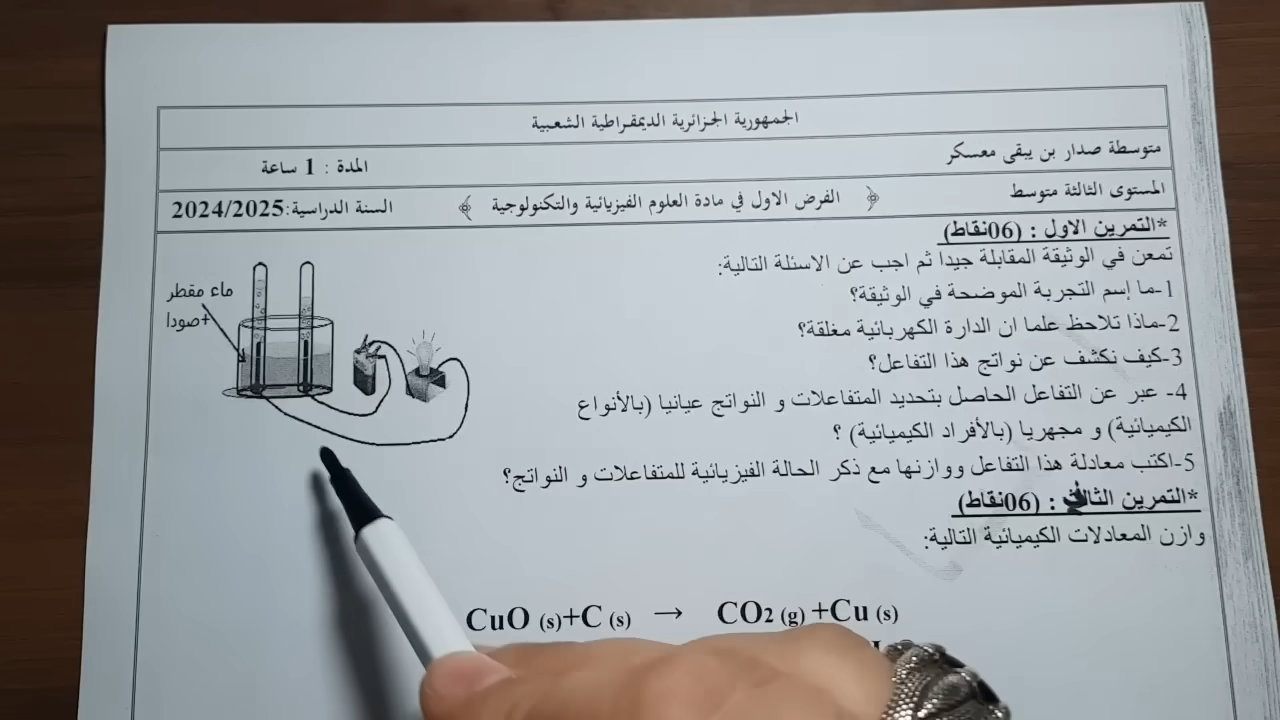 الجمهورية الجزائرية الديمقراطية الشعبية
متوسطة صدار بن يبقى معسكر
المدة : 1 ساعة
المستوى الثالثة متوسط
الفرض الاول في مادة العلوم الفيزيائية والتكنولوجية
السنة الدراسية:2024/2025
*التمرين الاول : (06نقاط)
تمعن في الوثيقة المقابلة جيدا ثم اجب عن الاسئلة التالية:
1-ما إسم التجربة الموضحة في الوثيقة؟
2-ماذا تلاحظ علما ان الدارة الكهربائية مغلقة؟
3-كيف نكشف عن نواتج هذا التفاعل؟
4- عبر عن التفاعل الحاصل بتحديد المتفاعلات و النواتج عيانيا (بالأنواع
الكيميائية) و مجهريا (بالأفراد الكيميائية) ؟
5-اكتب معادلة هذا التفاعل ووازنها مع ذكر الحالة الفيزيائية للمتفاعلات و النواتج؟
ماء مقطر
+صودا
*التمرين : (06نقاط)
وازن المعادلات الكيميائية التالية:
CuO (s)+C (s) → CO2 (g) +Cu (s)